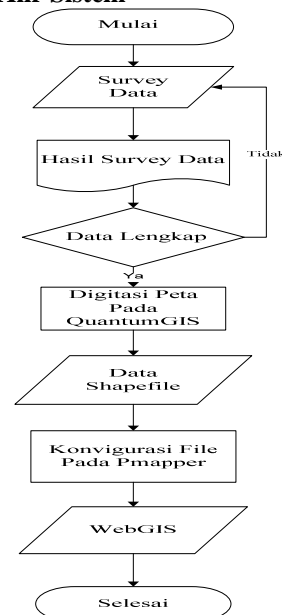 Mulai
Survey
Data
Hasil Survey Data
Tidak
Data Lengkap
Ya
Digitasi Peta
Pada
QuantumGIS
Data
Shapefile
Konvigurasi File
Pada Pmapper
WebGIS
Selesai